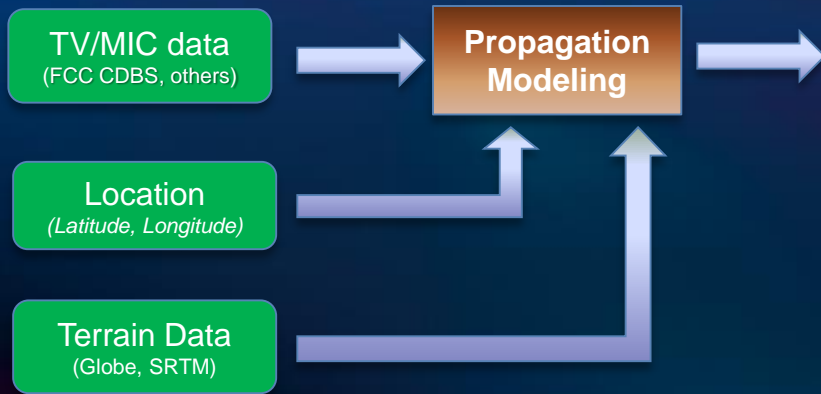 TV/MIC data
(FCC CDBS, others)
Propagation
Modeling
Location
(Latitude, Longitude)
Terrain Data
(Globe, SRTM)